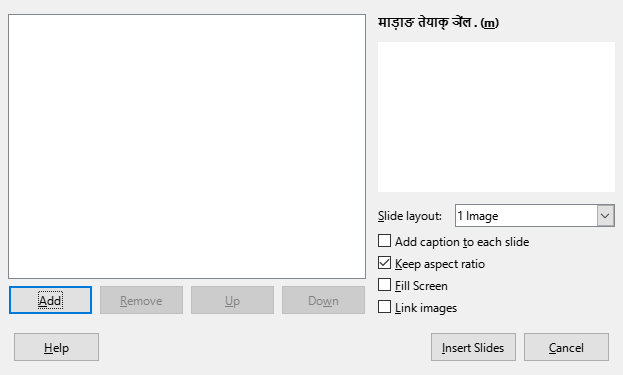 माड़ाङ तेयाक् ञेंल . (m)
Slide layout:
1 Image
Add caption to each slide
Keep aspect ratio
Fill Screen
Link images
Add
Remove
Up
Down
Help
Insert Slides
Cancel